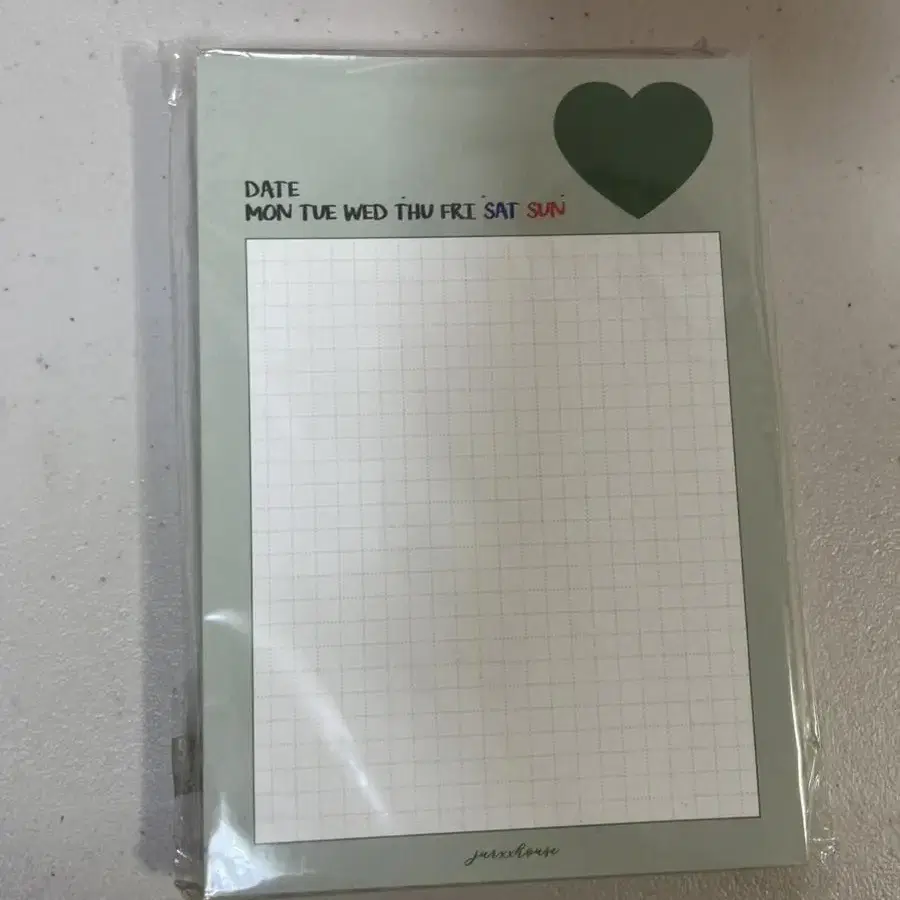 DATE
MON TUE WED THU FRI SAT SUN